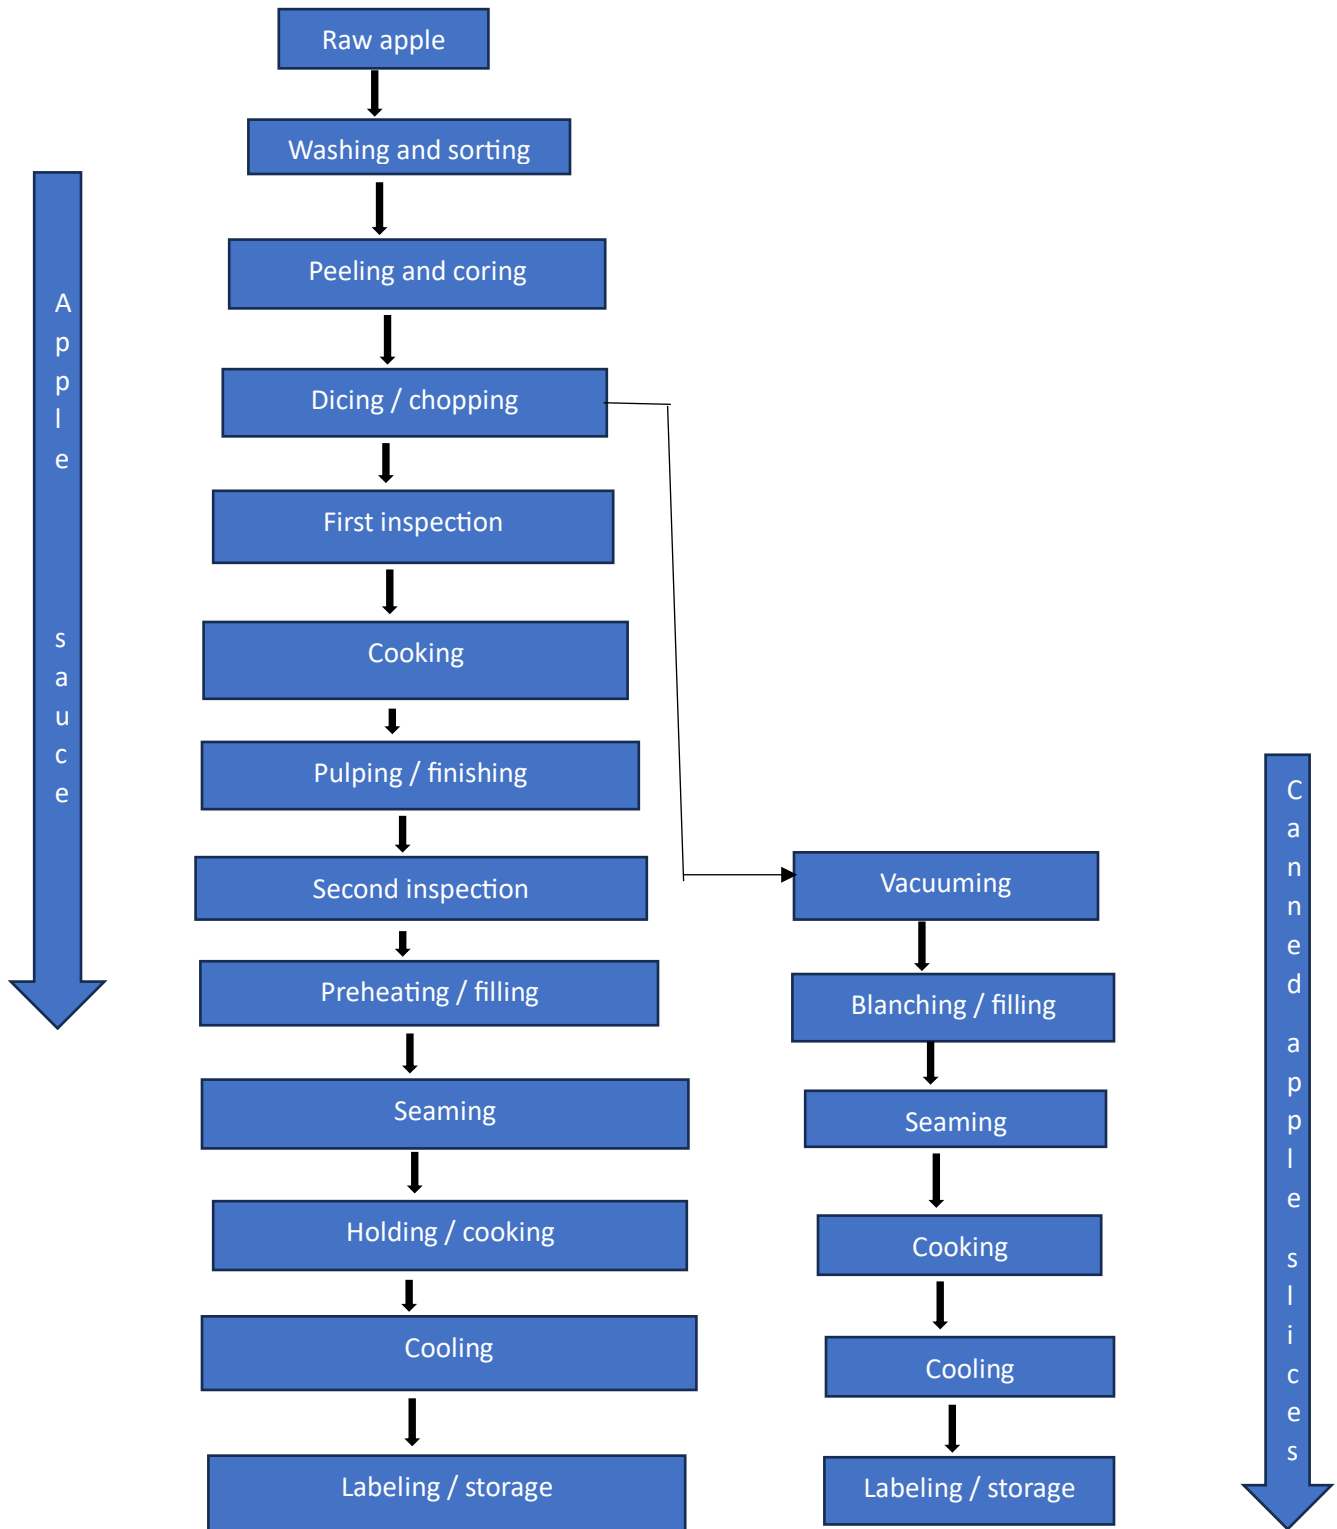 Raw apple
Washing and sorting
Peeling and coring
Dicing / chopping
First inspection
Cooking
Pulping / finishing
Second inspection
Preheating / filling
Seaming
Holding / cooking
Cooling
Labeling / storage
Vacuuming
Blanching / filling
Seaming
Cooking
Cooling
Labeling / storage
Apple sauce
Canned apple slices